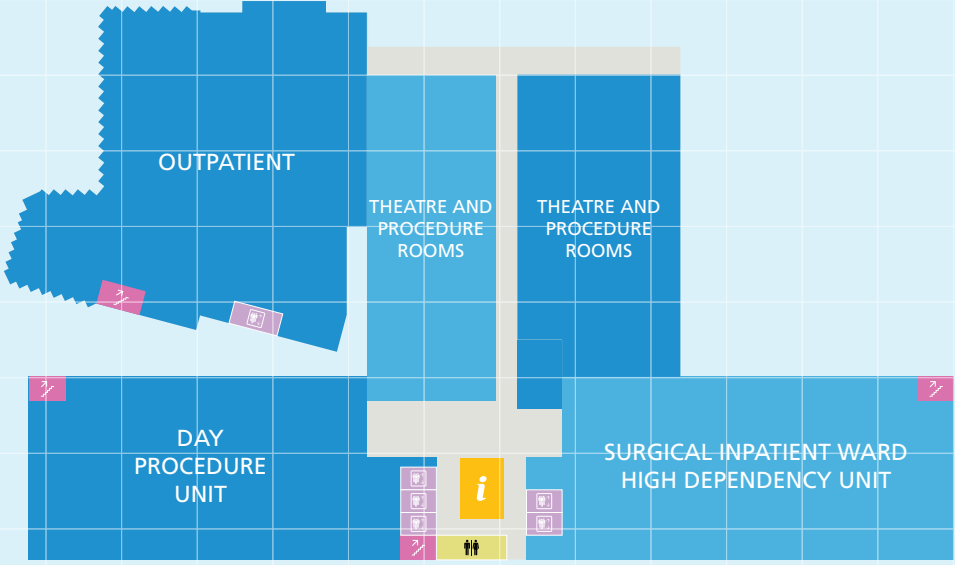 OUTPATIENT
THEATRE AND
PROCEDURE
ROOMS
THEATRE AND
PROCEDURE
ROOMS
DAY
PROCEDURE
UNIT
SURGICAL INPATIENT WARD
HIGH DEPENDENCY UNIT
i